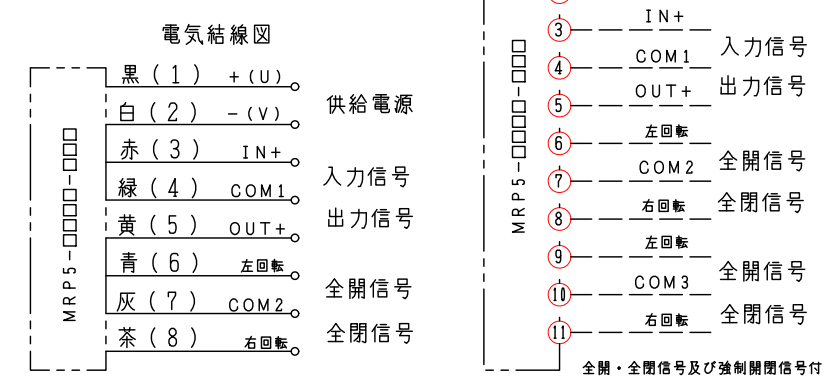 電気結線図
黒(1) +(U)
供給電源
白(2) -(V)
赤(3) IN+
入力信号
緑(4) COM1
出力信号
黄(5) OUT+
青(6) 左回転
全開信号
灰(7) COM2
全閉信号
茶(8) 右回転
MRP5-□□□□-□□□
3 IN+
入力信号
4 COM1
出力信号
5 OUT+
6 左回転
全開信号
7 COM2
全閉信号
8 右回転
9 左回転
全開信号
10 COM3
全閉信号
11 右回転
MRP5-□□□□-□□□
全開・全閉信号及び強制開閉信号付